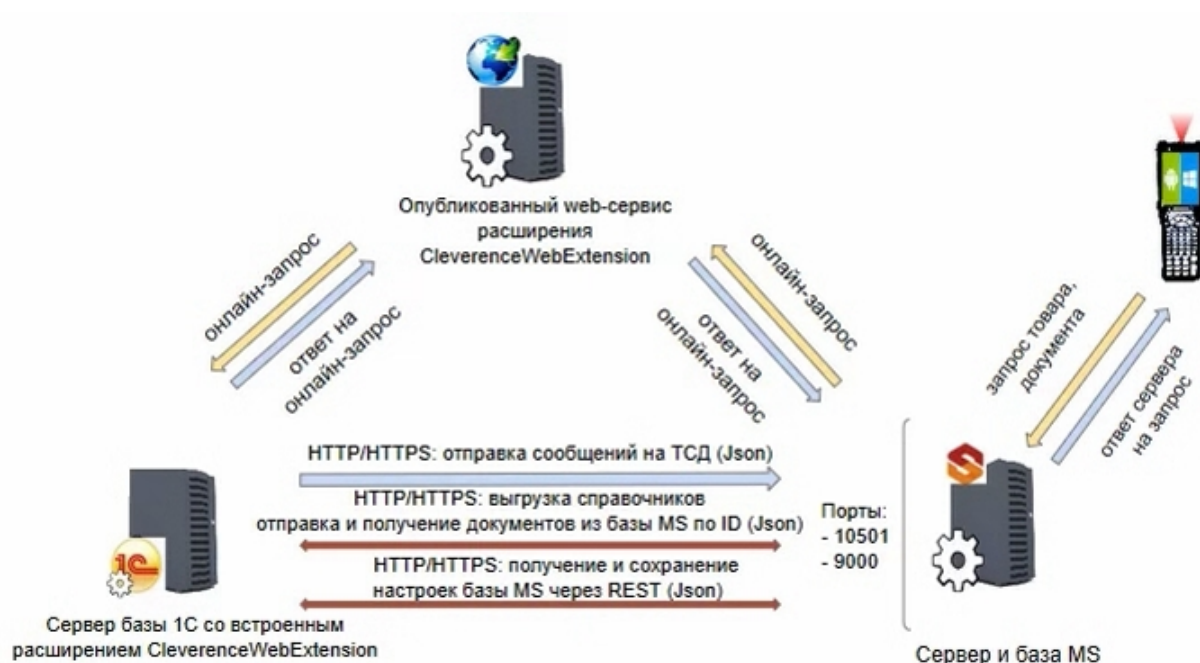 Опубликованный web-сервис
расширения
CleverenceWebExtension
онлайн-запрос
ответ на
онлайн-запрос
онлайн-запрос
ответ на
онлайн-запрос
запрос товара,
документа
ответ сервера
на запрос
HTTP/HTTPS: отправка сообщений на ТСД (Json)
HTTP/HTTPS: выгрузка справочников
отправка и получение документов из базы MS по ID (Json)
HTTP/HTTPS: получение и сохранение
настроек базы MS через REST (Json)
Порты:
- 10501
- 9000
1С
Сервер базы 1С со встроенным
расширением CleverenceWebExtension
Сервер и база MS